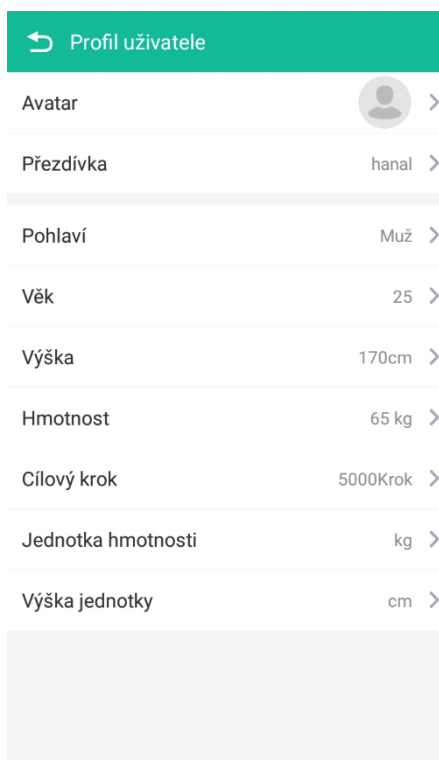 Profil uživatele
Avatar
Přezdívka hanal
Pohlaví Muž
Věk 25
Výška 170cm
Hmotnost 65 kg
Cílový krok 5000Krok
Jednotka hmotnosti kg
Výška jednotky cm